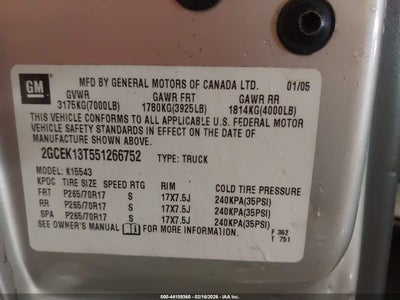 GM
MFD BY GENERAL MOTORS OF CANADA LTD. 01/05
GVWR GAWR FRT GAWR RR
3175KG(7000LB) 1780KG(3925LB) 1814KG(4000LB)
THIS VEHICLE CONFORMS TO ALL APPLICABLE U.S. FEDERAL MOTOR
VEHICLE SAFETY STANDARDS IN EFFECT ON THE DATE OF
MANUFACTURE SHOWN ABOVE.
2GCEK13T551266752 TYPE: TRUCK
MODEL: K15543
KPDC TIRE SIZE SPEED RTG RIM COLD TIRE PRESSURE
FRT P265/70R17 S 17X7.5J 240KPA(35PSI)
RR P265/70R17 S 17X7.5J 240KPA(35PSI)
SPA P265/70R17 S 17X7.5J 240KPA(35PSI)
SEE OWNER'S MANUAL FOR MORE INFORMATION. F 362
T 751
000-44109360 - 02/18/2026 - IAAI.COM